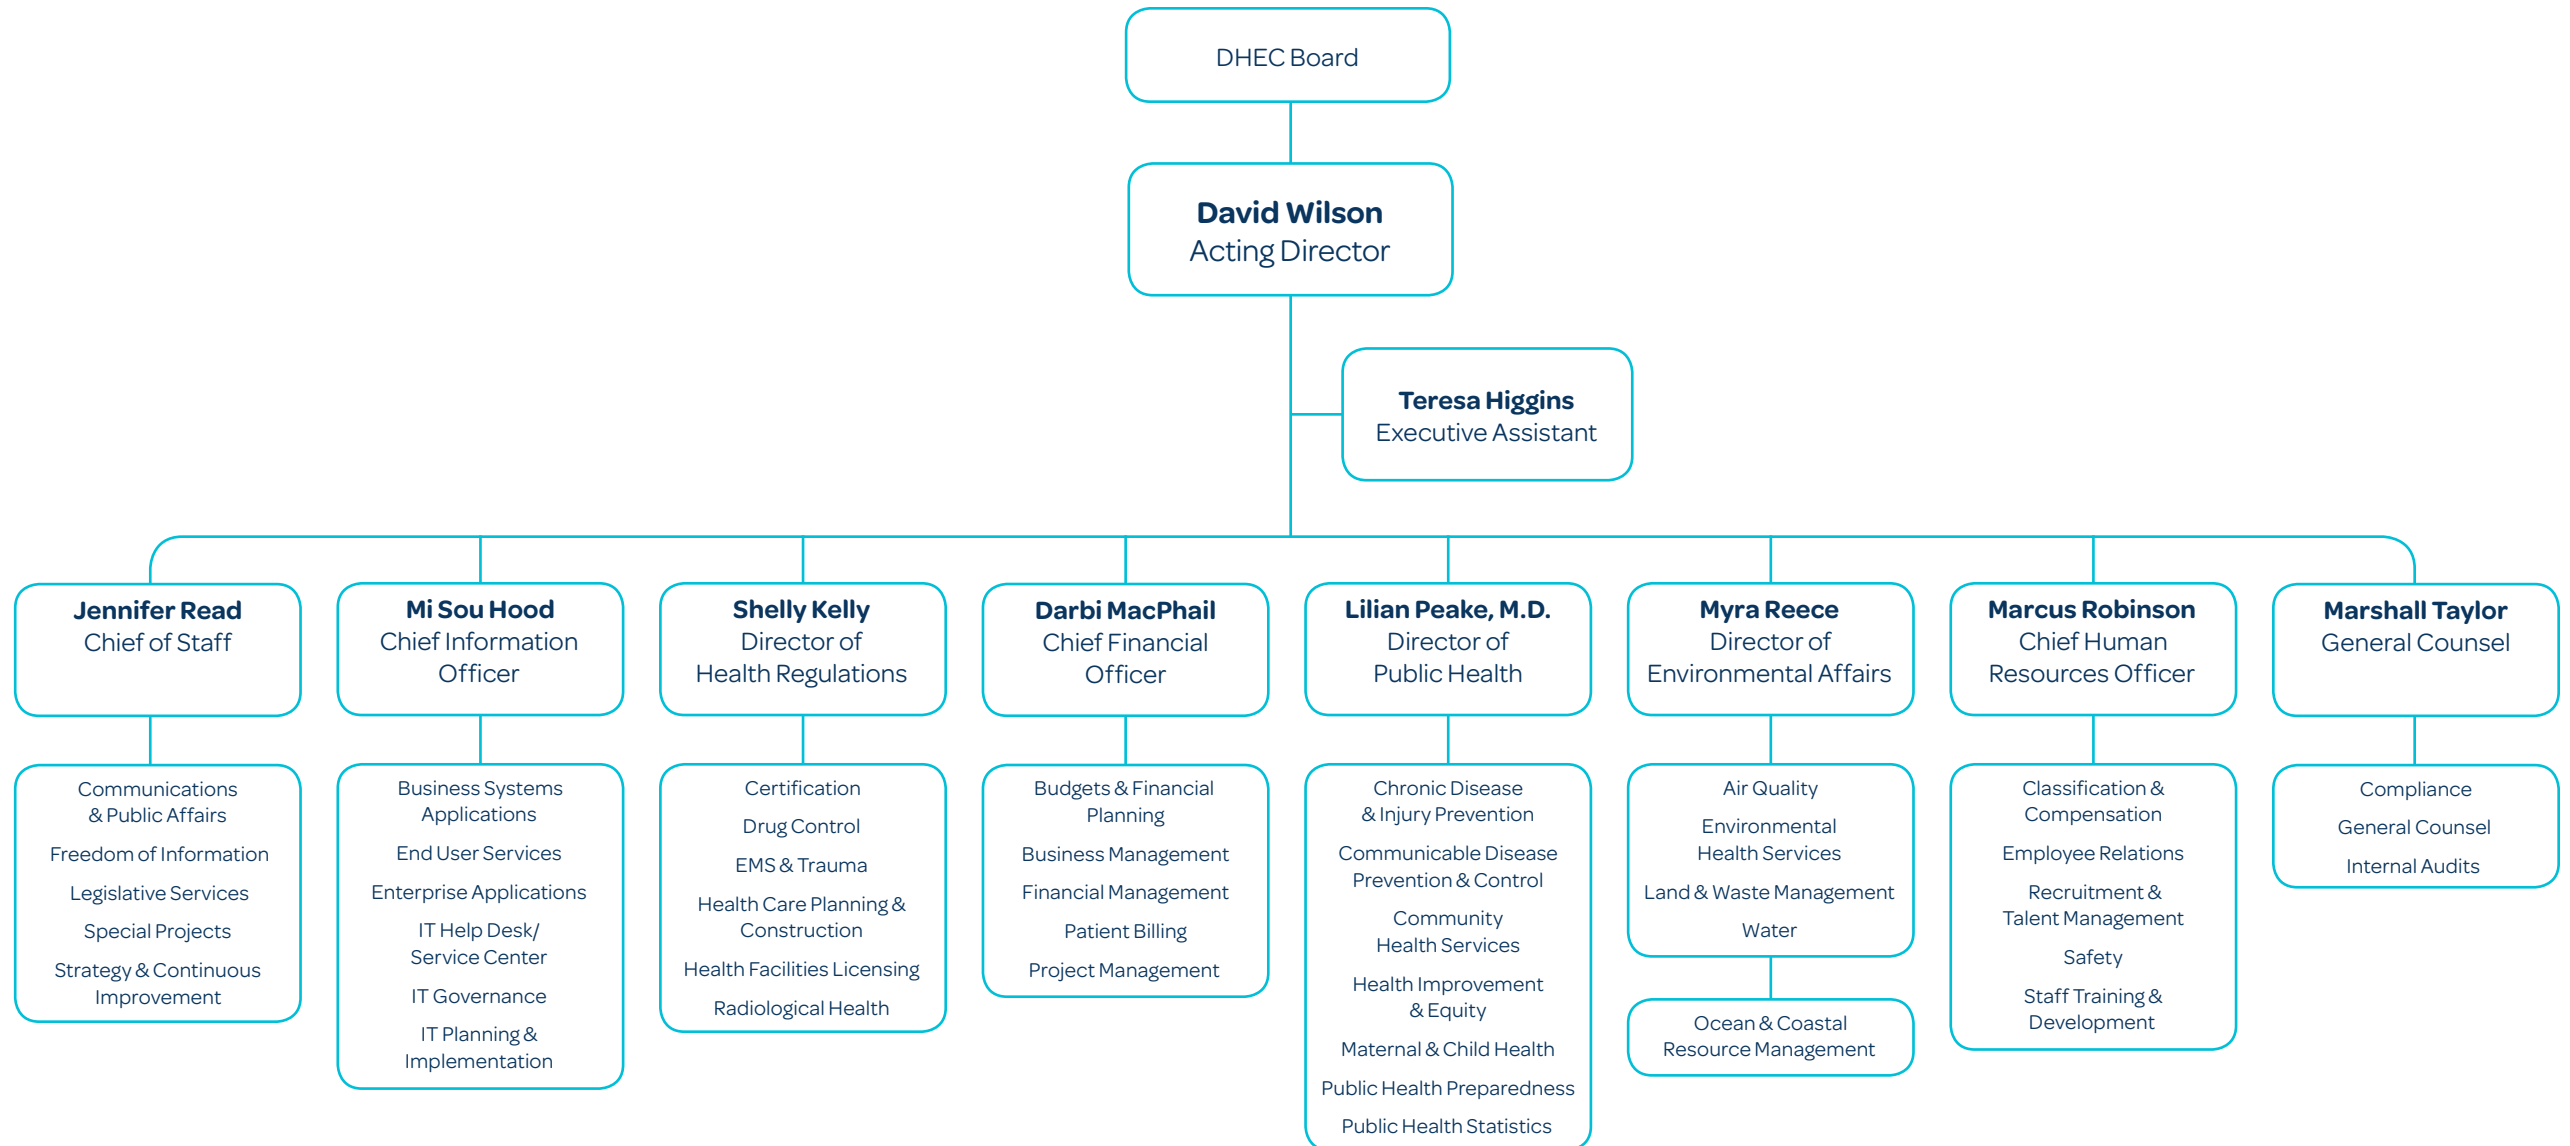 DHEC Board
David Wilson
Acting Director
Teresa Higgins
Executive Assistant
Jennifer Read
Chief of Staff
Communications
& Public Affairs
Freedom of Information
Legislative Services
Special Projects
Strategy & Continuous
Improvement
Mi Sou Hood
Chief Information
Officer
Business Systems
Applications
End User Services
Enterprise Applications
IT Help Desk/
Service Center
IT Governance
IT Planning &
Implementation
Shelly Kelly
Director of
Health Regulations
Certification
Drug Control
EMS & Trauma
Health Care Planning &
Construction
Health Facilities Licensing
Radiological Health
Darbi MacPhail
Chief Financial
Officer
Budgets & Financial
Planning
Business Management
Financial Management
Patient Billing
Project Management
Lilian Peake, M.D.
Director of
Public Health
Chronic Disease
& Injury Prevention
Communicable Disease
Prevention & Control
Community
Health Services
Health Improvement
& Equity
Maternal & Child Health
Public Health Preparedness
Public Health Statistics
Myra Reece
Director of
Environmental Affairs
Air Quality
Environmental
Health Services
Land & Waste Management
Water
Ocean & Coastal
Resource Management
Marcus Robinson
Chief Human
Resources Officer
Classification &
Compensation
Employee Relations
Recruitment &
Talent Management
Safety
Staff Training &
Development
Marshall Taylor
General Counsel
Compliance
General Counsel
Internal Audits